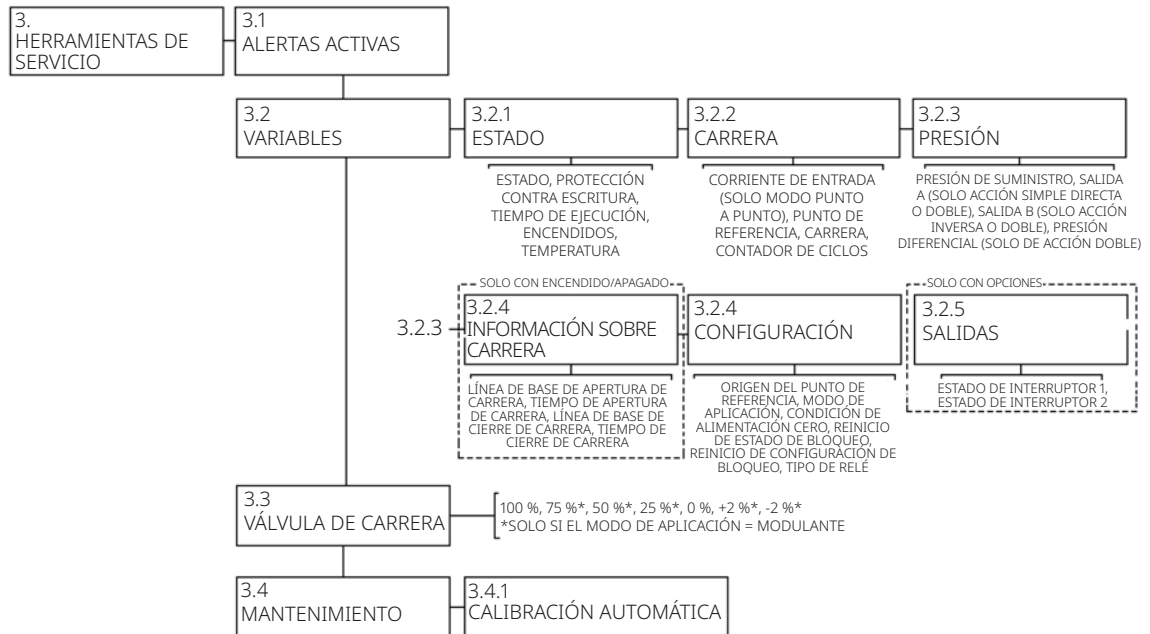 3.
HERRAMIENTAS DE
SERVICIO
3.1
ALERTAS ACTIVAS
3.2
VARIABLES
3.2.1
ESTADO
3.2.2
CARRERA
3.2.3
PRESIÓN
ESTADO, PROTECCIÓN
CONTRA ESCRITURA,
TIEMPO DE EJECUCIÓN,
ENCENDIDOS,
TEMPERATURA
CORRIENTE DE ENTRADA
(SOLO MODO PUNTO
A PUNTO), PUNTO DE
REFERENCIA, CARRERA,
CONTADOR DE CICLOS
PRESIÓN DE SUMINISTRO, SALIDA
A (SOLO ACCIÓN SIMPLE DIRECTA
O DOBLE), SALIDA B (SOLO ACCIÓN
INVERSA O DOBLE), PRESIÓN
DIFERENCIAL (SOLO DE ACCIÓN DOBLE)
SOLO CON ENCENDIDO/APAGADO
3.2.3
3.2.4
INFORMACIÓN SOBRE
CARRERA
3.2.4
CONFIGURACIÓN
SOLO CON OPCIONES
3.2.5
SALIDAS
LÍNEA DE BASE DE APERTURA DE
CARRERA, TIEMPO DE APERTURA
DE CARRERA, LÍNEA DE BASE DE
CIERRE DE CARRERA, TIEMPO DE
CIERRE DE CARRERA
ORIGEN DEL PUNTO DE
REFERENCIA, MODO DE
APLICACIÓN, CONDICIÓN DE
ALIMENTACIÓN CERO, REINICIO
DE ESTADO DE BLOQUEO,
REINICIO DE CONFIGURACIÓN DE
BLOQUEO, TIPO DE RELÉ
ESTADO DE INTERRUPTOR 1,
ESTADO DE INTERRUPTOR 2
3.3
VÁLVULA DE CARRERA
100 %, 75 %*, 50 %*, 25 %*, 0 %, +2 %*, -2 %*
*SOLO SI EL MODO DE APLICACIÓN = MODULANTE
3.4
MANTENIMIENTO
3.4.1
CALIBRACIÓN AUTOMÁTICA